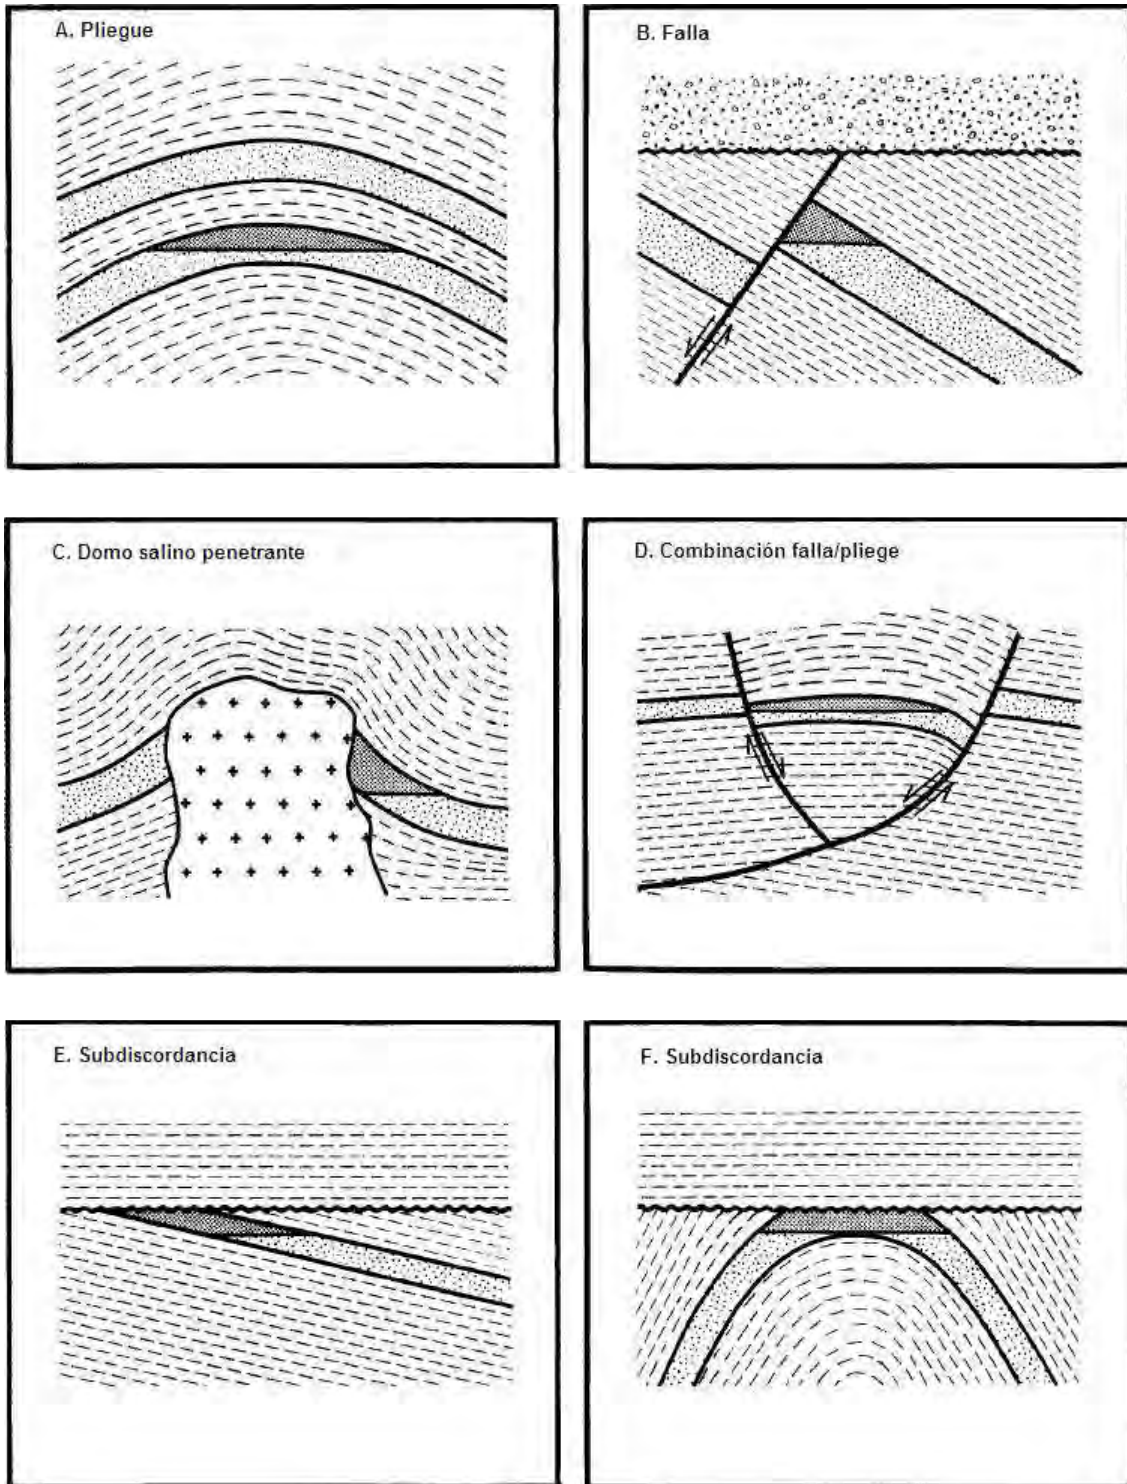 A. Pliegue
B. Falla
C. Domo salino penetrante
D. Combinación falla/pliege
E. Subdiscordancia
F. Subdiscordancia